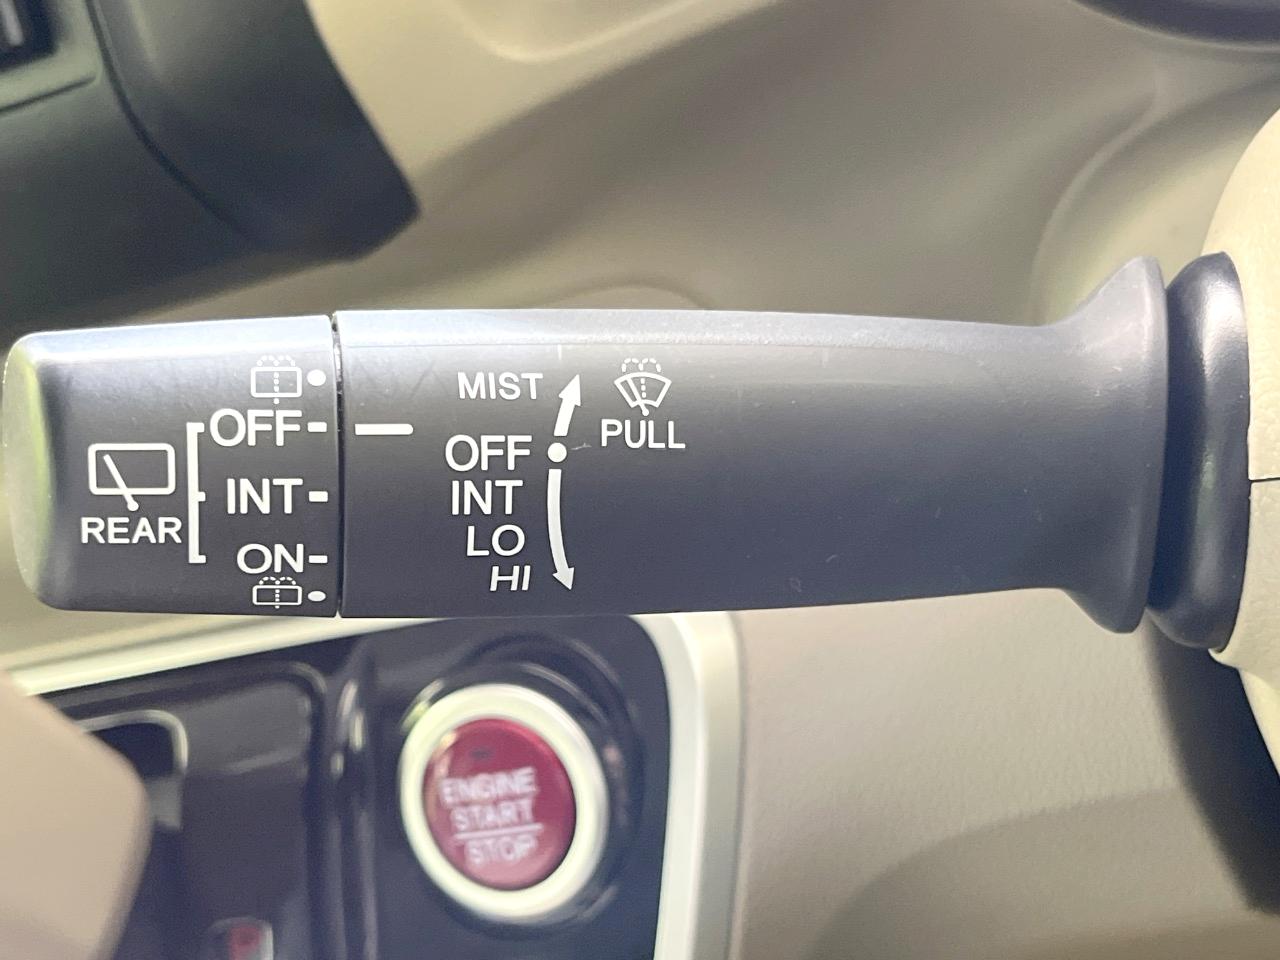 MIST
PULL
OFF
INT
LO
HI
OFF
INT
ON
REAR
ENGINE
START
STOP